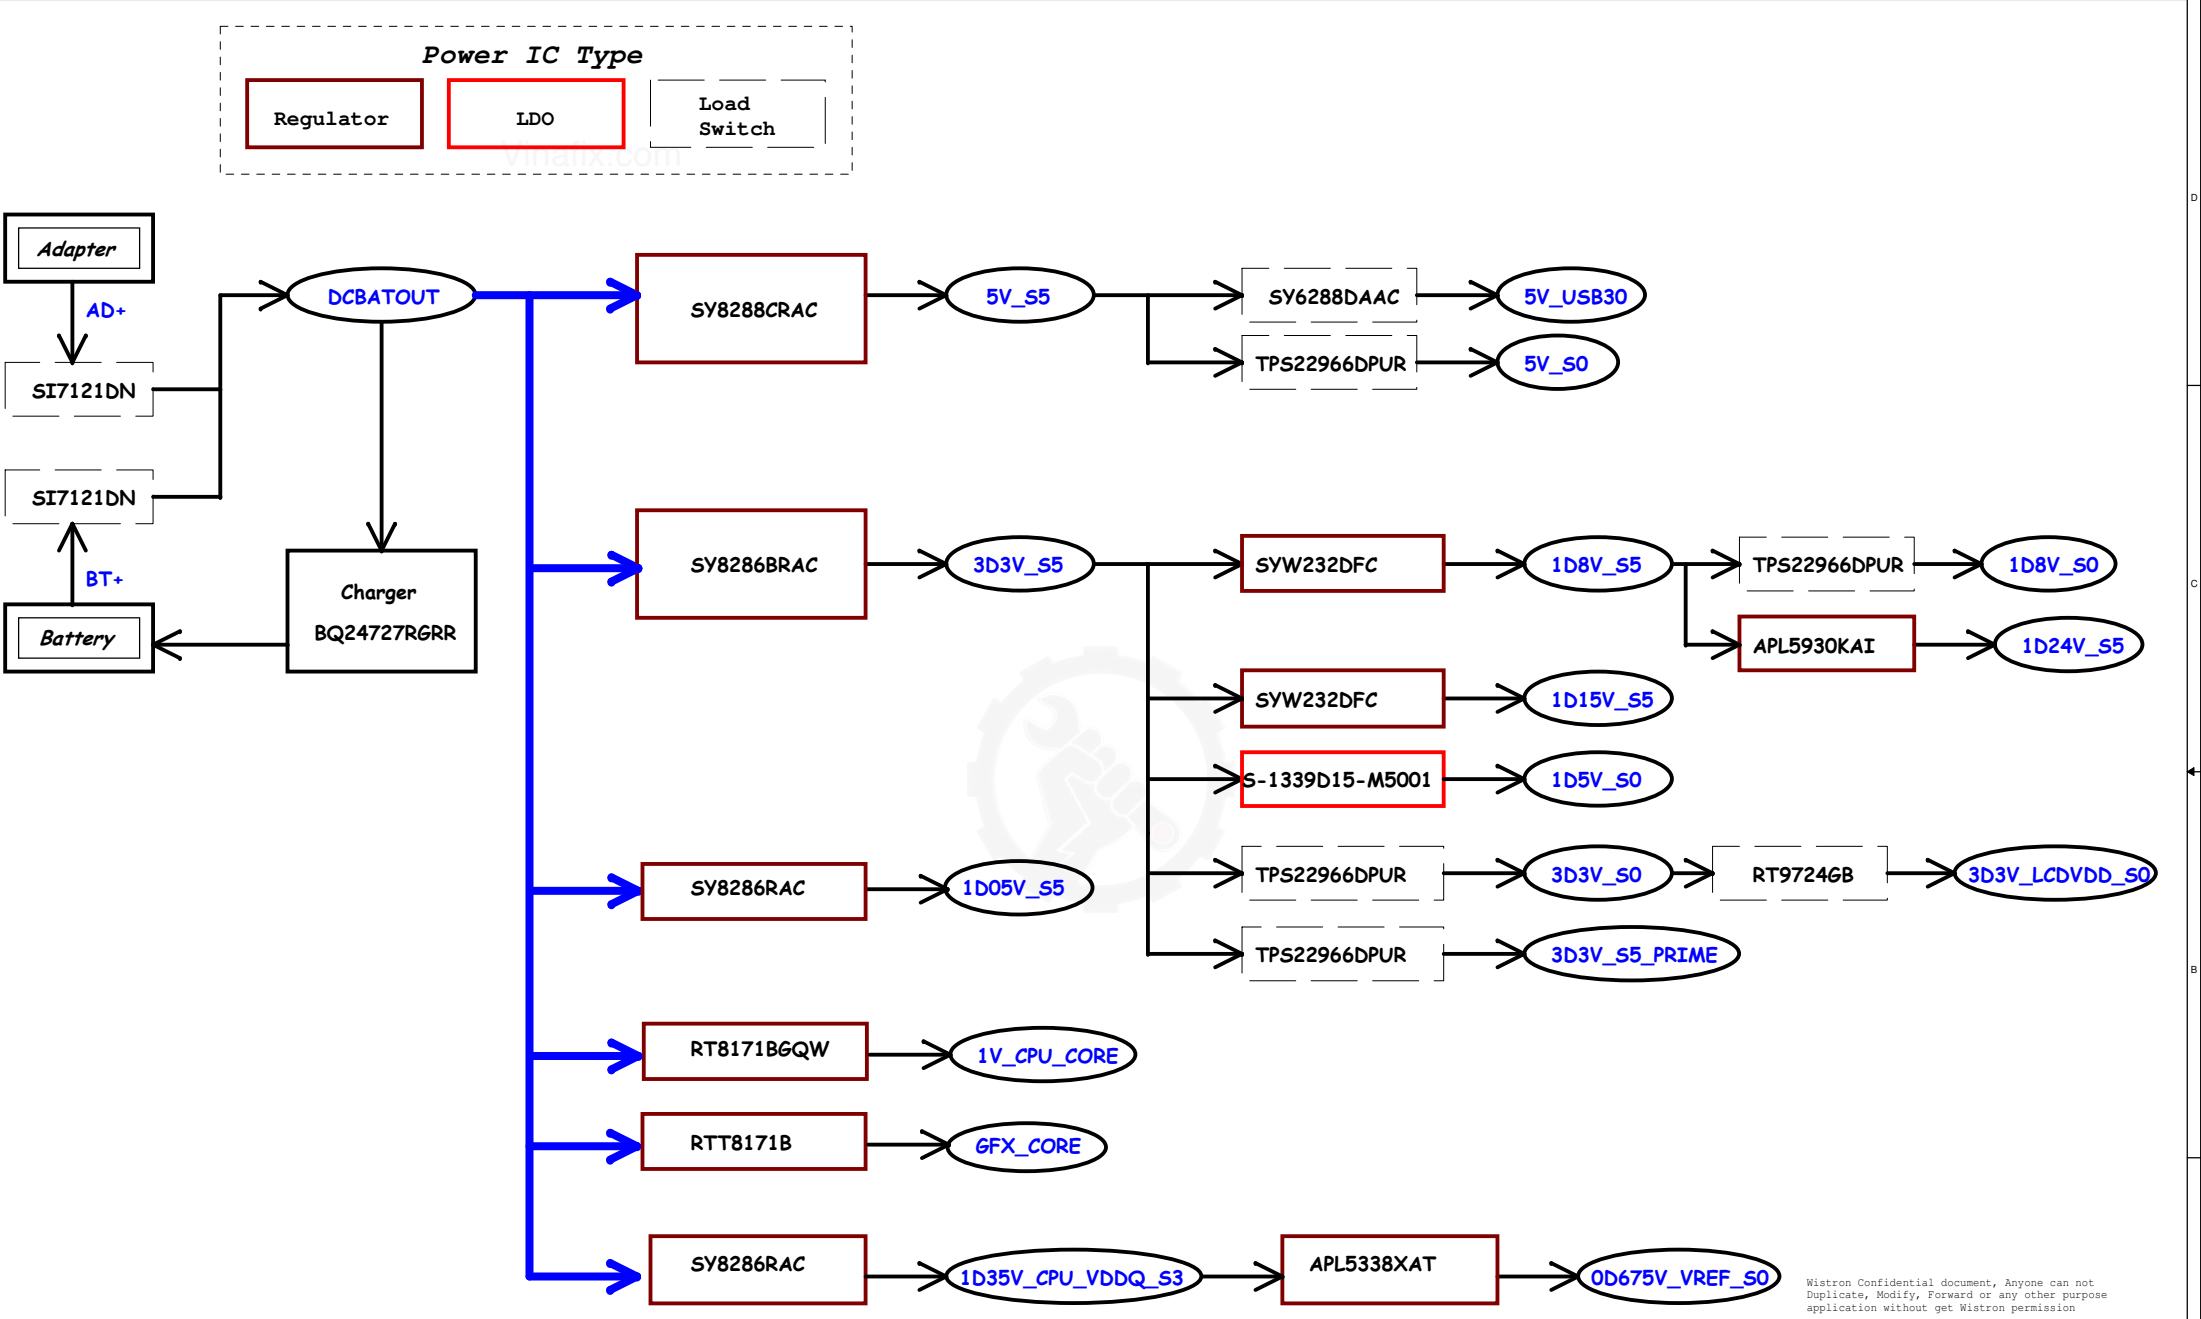 Power IC Type
Regulator
LDO
Load
Switch
Vinafix.com
D
Adapter
AD+
SI7121DN
SI7121DN
BT+
Battery
DCBATOUT
Charger
BQ24727RGRR
SY8288CRAC
5V_S5
SY6288DAAC
5V_USB30
TPS22966DPUR
5V_S0
SY8286BRAC
3D3V_S5
SYW232DFC
1D8V_S5
TPS22966DPUR
1D8V_S0
C
APL5930KAI
1D24V_S5
SYW232DFC
1D15V_S5
S-1339D15-M5001
1D5V_S0
SY8286RAC
1D05V_S5
TPS22966DPUR
3D3V_S0
RT9724GB
3D3V_LCDVDD_S0
TPS22966DPUR
3D3V_S5_PRIME
B
RT8171BGQW
1V_CPU_CORE
RTT8171B
GFX_CORE
SY8286RAC
1D35V_CPU_VDDQ_S3
APL5338XAT
0D675V_VREF_S0
Wistron Confidential document, Anyone can not
Duplicate, Modify, Forward or any other purpose
application without get Wistron permission